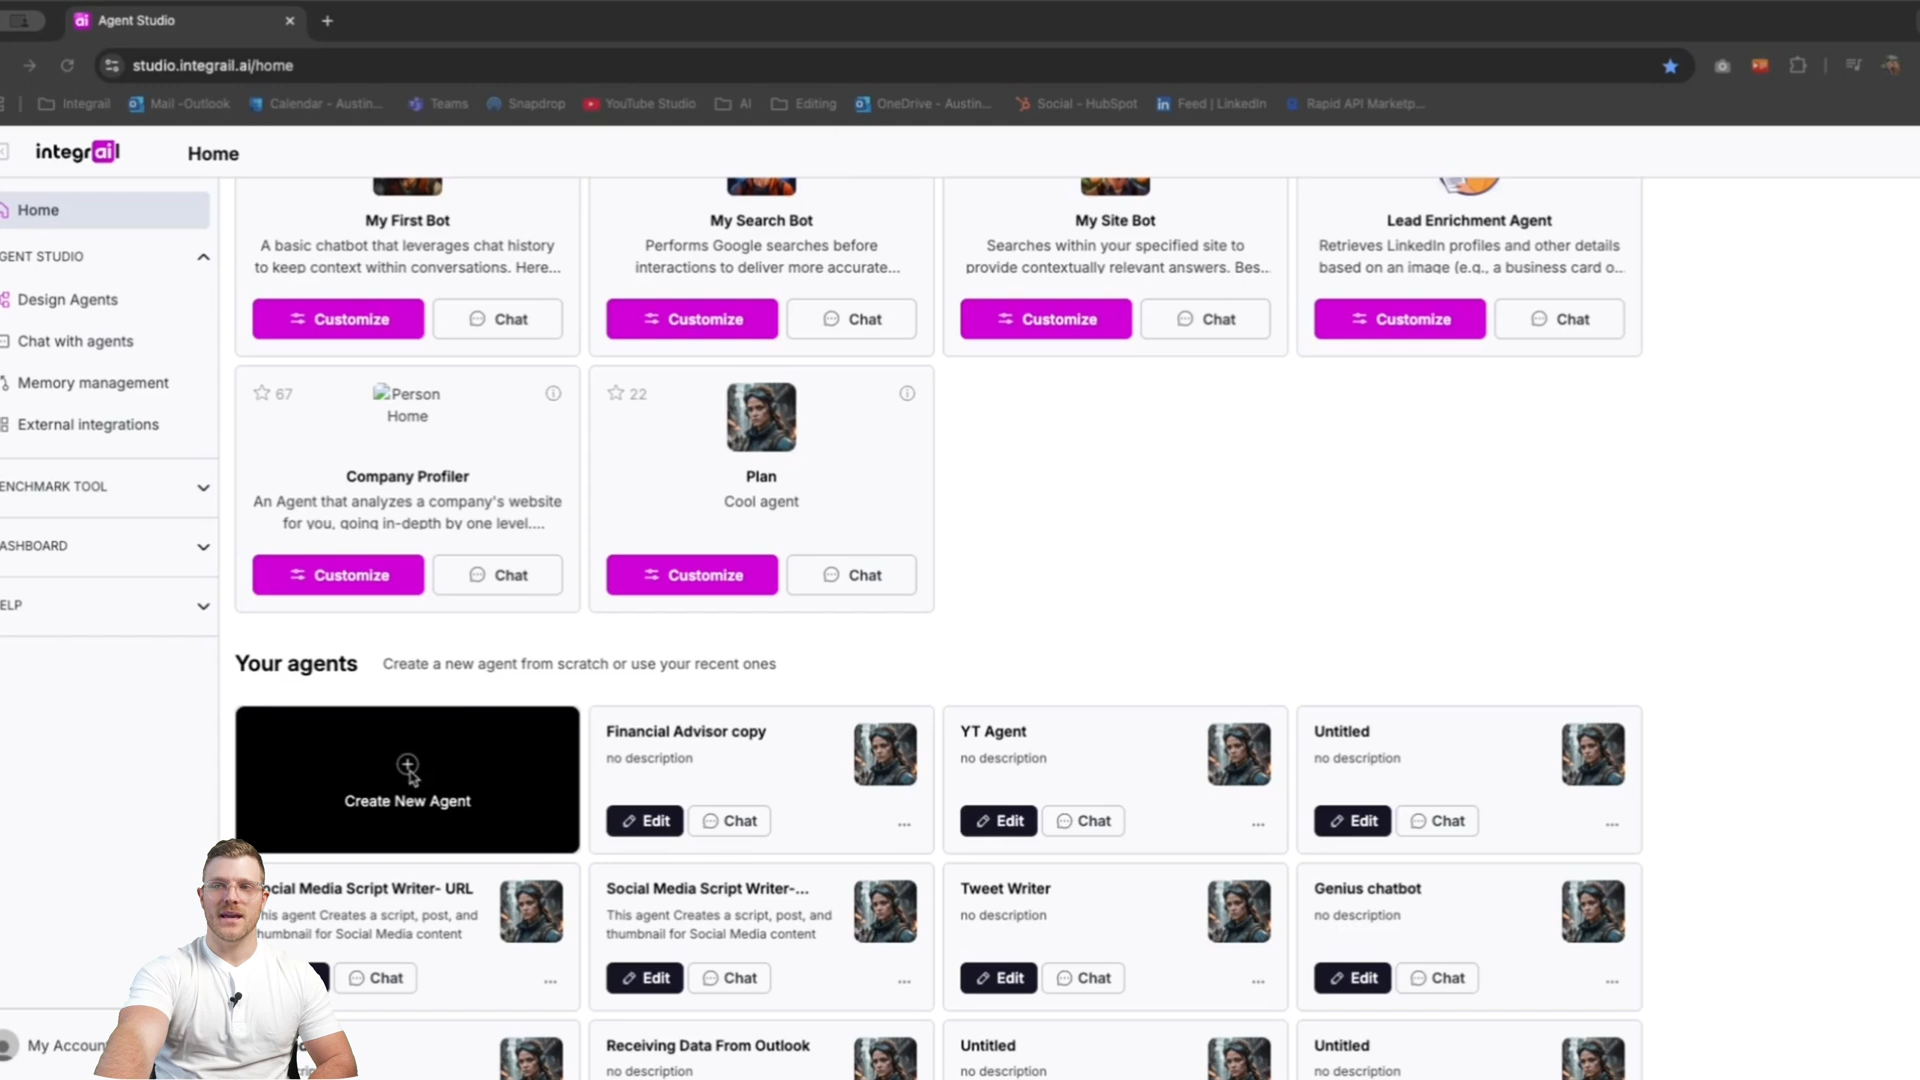 ai Agent Studio
studio.integrail.ai/home
Integrail
Mail -Outlook
Calendar - Austin...
Teams
Snapdrop
YouTube Studio
AI
Editing
OneDrive - Austin...
Social - HubSpot
Feed | LinkedIn
Rapid API Marketp...
integrail
Home
Home
GENT STUDIO
Design Agents
Chat with agents
Memory management
External integrations
ENCHMARK TOOL
ASHBOARD
ELP
My First Bot
A basic chatbot that leverages chat history
to keep context within conversations. Here...
Customize
Chat
My Search Bot
Performs Google searches before
interactions to deliver more accurate...
Customize
Chat
My Site Bot
Searches within your specified site to
provide contextually relevant answers. Bes...
Customize
Chat
Lead Enrichment Agent
Retrieves LinkedIn profiles and other details
based on an image (e.g., a business card o...
Customize
Chat
67
Person
Home
Company Profiler
An Agent that analyzes a company's website
for you, going in-depth by one level....
Customize
Chat
22
Plan
Cool agent
Customize
Chat
Your agents
Create a new agent from scratch or use your recent ones
Create New Agent
Financial Advisor copy
no description
Edit
Chat
...
YT Agent
no description
Edit
Chat
...
Untitled
no description
Edit
Chat
...
ocial Media Script Writer- URL
his agent Creates a script, post, and
humbnail for Social Media content
Chat
...
Social Media Script Writer-...
This agent Creates a script, post, and
thumbnail for Social Media content
Edit
Chat
...
Tweet Writer
no description
Edit
Chat
...
Genius chatbot
no description
Edit
Chat
...
My Accoun
Receiving Data From Outlook
no description
Untitled
no description
Untitled
no description